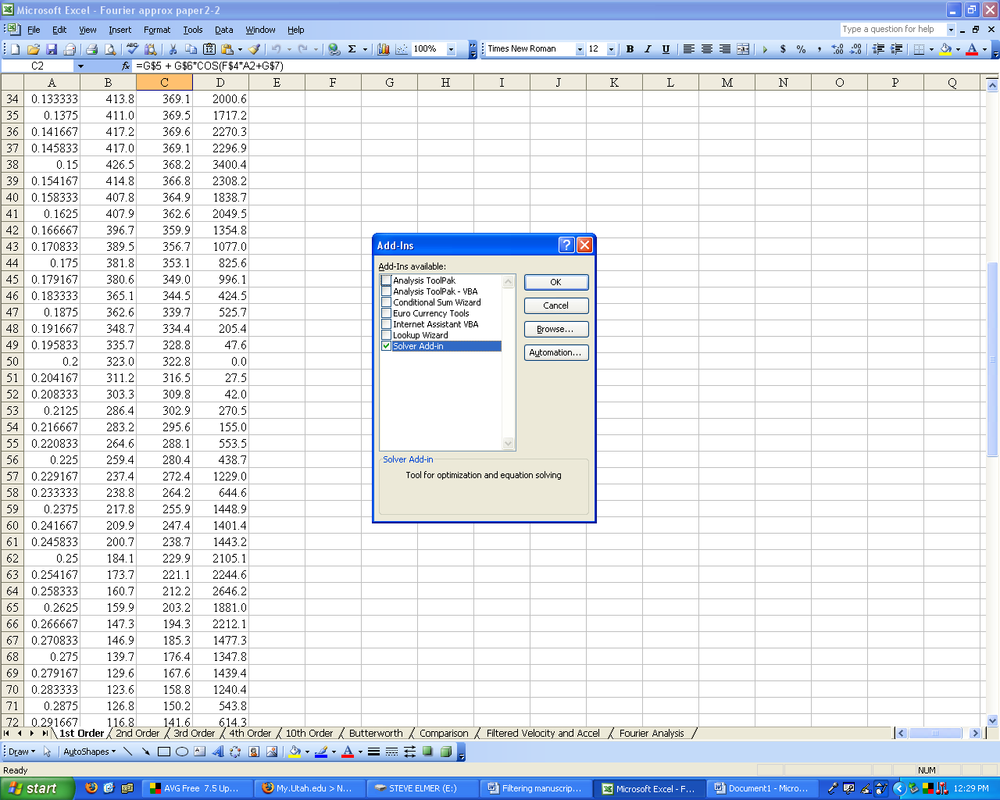 Microsoft Excel - Fourier approx paper2-2
File Edit View Insert Format Tools Data Window Help Type a question for help
100% Times New Roman 12 B I U $ % ,
C2 fx =G$5 + G$6*COS(F$4*A2+G$7)
A B C D E F G H I J K L M N O P Q
34 0.133333 413.8 369.1 2000.6
35 0.1375 411.0 369.5 1717.2
36 0.141667 417.2 369.6 2270.3
37 0.145833 417.0 369.1 2296.9
38 0.15 426.5 368.2 3400.4
39 0.154167 414.8 366.8 2308.2
40 0.158333 407.8 364.9 1838.7
41 0.1625 407.9 362.6 2049.5
42 0.166667 396.7 359.9 1354.8
43 0.170833 389.5 356.7 1077.0
44 0.175 381.8 353.1 825.6
45 0.179167 380.6 349.0 996.1
46 0.183333 365.1 344.5 424.5
47 0.1875 362.6 339.7 525.7
48 0.191667 348.7 334.4 205.4
49 0.195833 335.7 328.8 47.6
50 0.2 323.0 322.8 0.0
51 0.204167 311.2 316.5 27.5
52 0.208333 303.3 309.8 42.0
53 0.2125 286.4 302.9 270.5
54 0.216667 283.2 295.6 155.0
55 0.220833 264.6 288.1 553.5
56 0.225 259.4 280.4 438.7
57 0.229167 237.4 272.4 1229.0
58 0.233333 238.8 264.2 644.6
59 0.2375 217.8 255.9 1448.9
60 0.241667 209.9 247.4 1401.4
61 0.245833 200.7 238.7 1443.2
62 0.25 184.1 229.9 2105.1
63 0.254167 173.7 221.1 2244.6
64 0.258333 160.7 212.2 2646.2
65 0.2625 159.9 203.2 1881.0
66 0.266667 147.3 194.3 2212.1
67 0.270833 146.9 185.3 1477.3
68 0.275 139.7 176.4 1347.8
69 0.279167 129.6 167.6 1439.4
70 0.283333 123.6 158.8 1240.4
71 0.2875 126.8 150.2 543.8
72 0.291667 116.8 141.6 614.3
Add-Ins
Add-Ins available:
Analysis ToolPak
Analysis ToolPak - VBA
Conditional Sum Wizard
Euro Currency Tools
Internet Assistant VBA
Lookup Wizard
Solver Add-in
OK
Cancel
Browse...
Automation...
Solver Add-in
Tool for optimization and equation solving
1st Order 2nd Order 3rd Order 4th Order 10th Order Butterworth Comparison Filtered Velocity and Accel Fourier Analysis
Draw AutoShapes
Ready NUM
start AVG Free 7.5 Up... My.Utah.edu > N... STEVE ELMER (E:) Filtering manuscrip... Microsoft Excel - F... Document1 - Micro... 12:29 PM